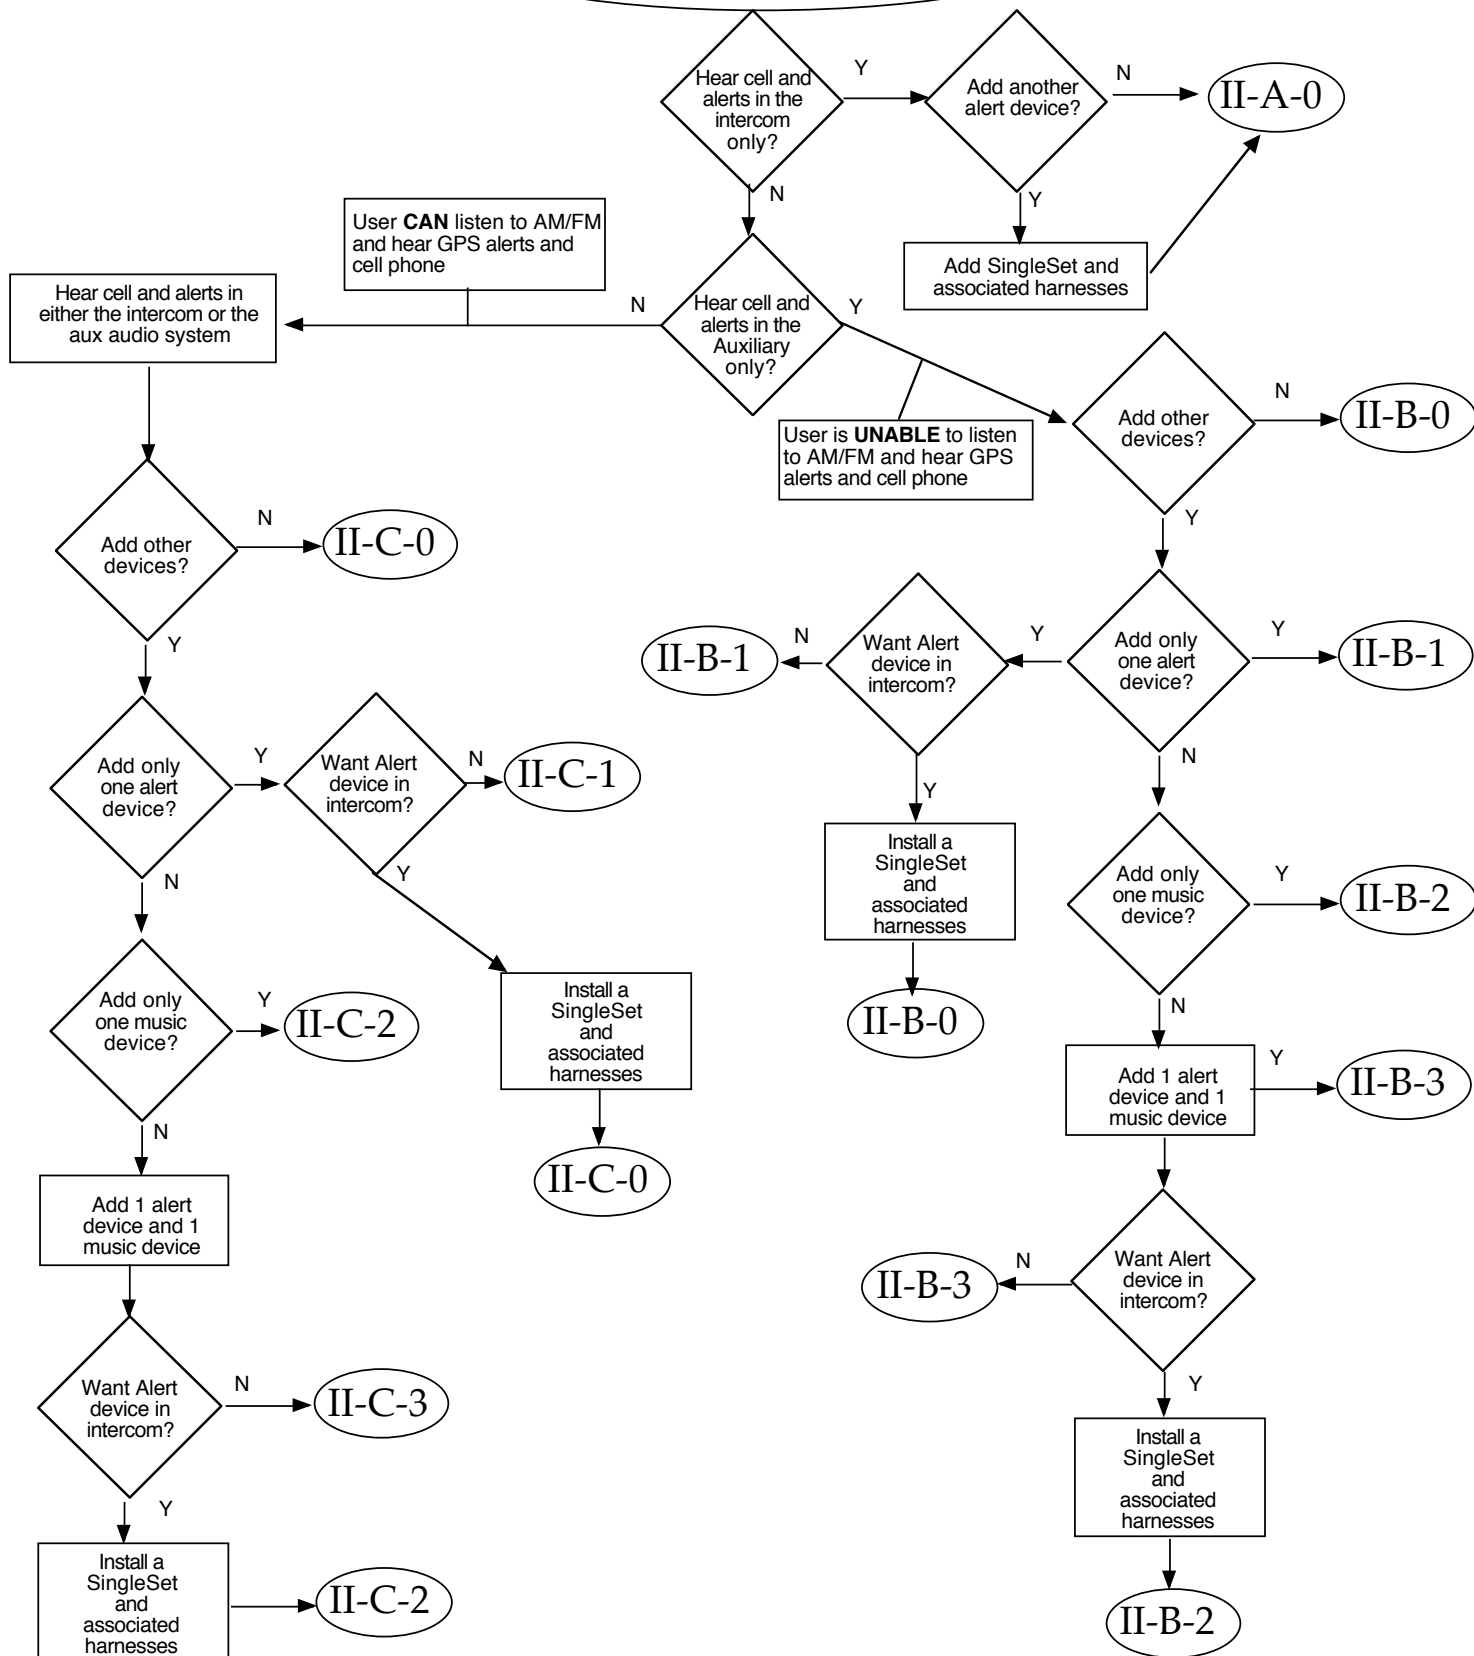 Hear cell and
alerts in the
intercom
only?
Y
Add another
alert device?
N
II-A-0
N
Y
Add SingleSet and
associated harnesses
User CAN listen to AM/FM
and hear GPS alerts and
cell phone
Hear cell and alerts in
either the intercom or the
aux audio system
N
Hear cell and
alerts in the
Auxiliary
only?
Y
User is UNABLE to listen
to AM/FM and hear GPS
alerts and cell phone
Add other
devices?
N
II-B-0
Y
Add other
devices?
N
II-C-0
Y
II-B-1
N
Want Alert
device in
intercom?
Y
Add only
one alert
device?
Y
II-B-1
N
Y
Install a
SingleSet
and
associated
harnesses
II-B-0
Add only
one alert
device?
Y
Want Alert
device in
intercom?
N
II-C-1
N
Y
Install a
SingleSet
and
associated
harnesses
II-C-0
Add only
one music
device?
Y
II-B-2
N
Add only
one music
device?
Y
II-C-2
N
Add 1 alert
device and 1
music device
Y
II-B-3
Add 1 alert
device and 1
music device
II-B-3
N
Want Alert
device in
intercom?
Y
Want Alert
device in
intercom?
N
II-C-3
Y
Install a
SingleSet
and
associated
harnesses
II-B-2
Install a
SingleSet
and
associated
harnesses
II-C-2